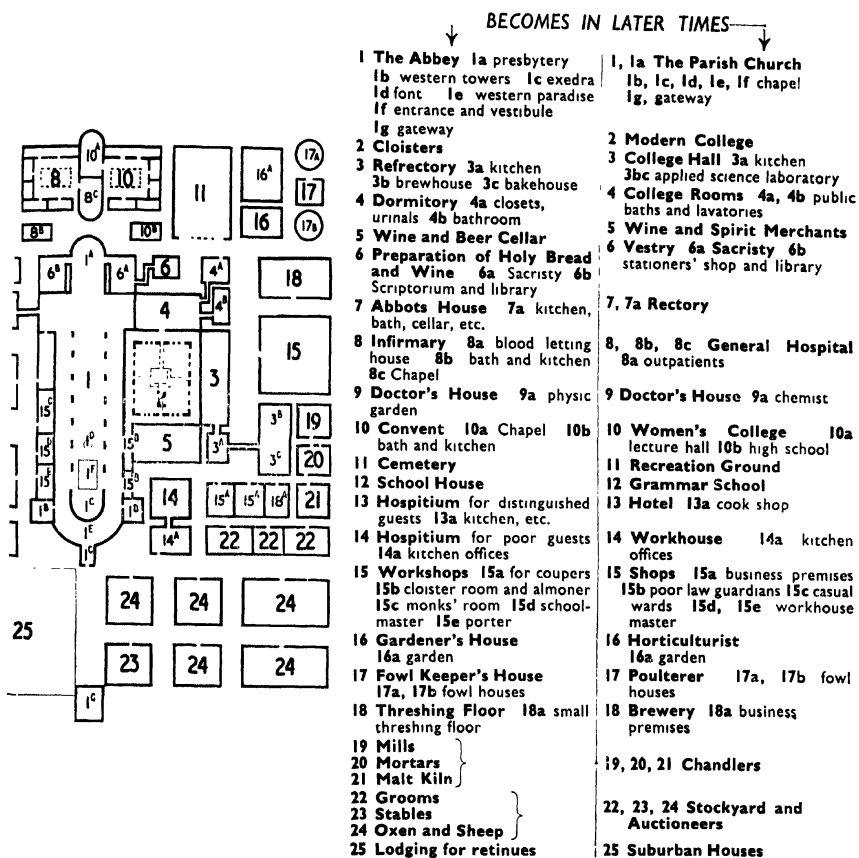 BECOMES IN LATER TIMES
1 The Abbey 1a presbytery
1b western towers 1c exedra
1d font 1e western paradise
1f entrance and vestibule
1g gateway
2 Cloisters
3 Refrectory 3a kitchen
3b brewhouse 3c bakehouse
4 Dormitory 4a closets,
urinals 4b bathroom
5 Wine and Beer Cellar
6 Preparation of Holy Bread
and Wine 6a Sacristy 6b
Scriptorium and library
7 Abbots House 7a kitchen,
bath, cellar, etc.
8 Infirmary 8a blood letting
house 8b bath and kitchen
8c Chapel
9 Doctor's House 9a physic
garden
10 Convent 10a Chapel 10b
bath and kitchen
11 Cemetery
12 School House
13 Hospitium for distinguished
guests 13a kitchen, etc.
14 Hospitium for poor guests
14a kitchen offices
15 Workshops 15a for coupers
15b cloister room and almoner
15c monks' room 15d school-
master 15e porter
16 Gardener's House
16a garden
17 Fowl Keeper's House
17a, 17b fowl houses
18 Threshing Floor 18a small
threshing floor
19 Mills
20 Mortars
21 Malt Kiln
22 Grooms
23 Stables
24 Oxen and Sheep
25 Lodging for retinues
1, 1a The Parish Church
1b, 1c, 1d, 1e, 1f chapel
1g, gateway
2 Modern College
3 College Hall 3a kitchen
3bc applied science laboratory
4 College Rooms 4a, 4b public
baths and lavatories
5 Wine and Spirit Merchants
6 Vestry 6a Sacristy 6b
stationers' shop and library
7, 7a Rectory
8, 8b, 8c General Hospital
8a outpatients
9 Doctor's House 9a chemist
10 Women's College 10a
lecture hall 10b high school
11 Recreation Ground
12 Grammar School
13 Hotel 13a cook shop
14 Workhouse 14a kitchen
offices
15 Shops 15a business premises
15b poor law guardians 15c casual
wards 15d, 15e workhouse
master
16 Horticulturist
16a garden
17 Poulterer 17a, 17b fowl
houses
18 Brewery 18a business
premises
19, 20, 21 Chandlers
22, 23, 24 Stockyard and
Auctioneers
25 Suburban Houses
10A 17A
8 10 11 16A 17
8C
16 17B
8B 10B
1A
6B 6A 6 4A 18
4B
4
1 3 15
15C
3B 19
1D 15B
15D 5 3A 3C 20
15E 1F
1B 1C 1D 14 15A 15A 18A 21
1E
1G 14A 22 22 22
24 24 24
25
23 24 24
1G